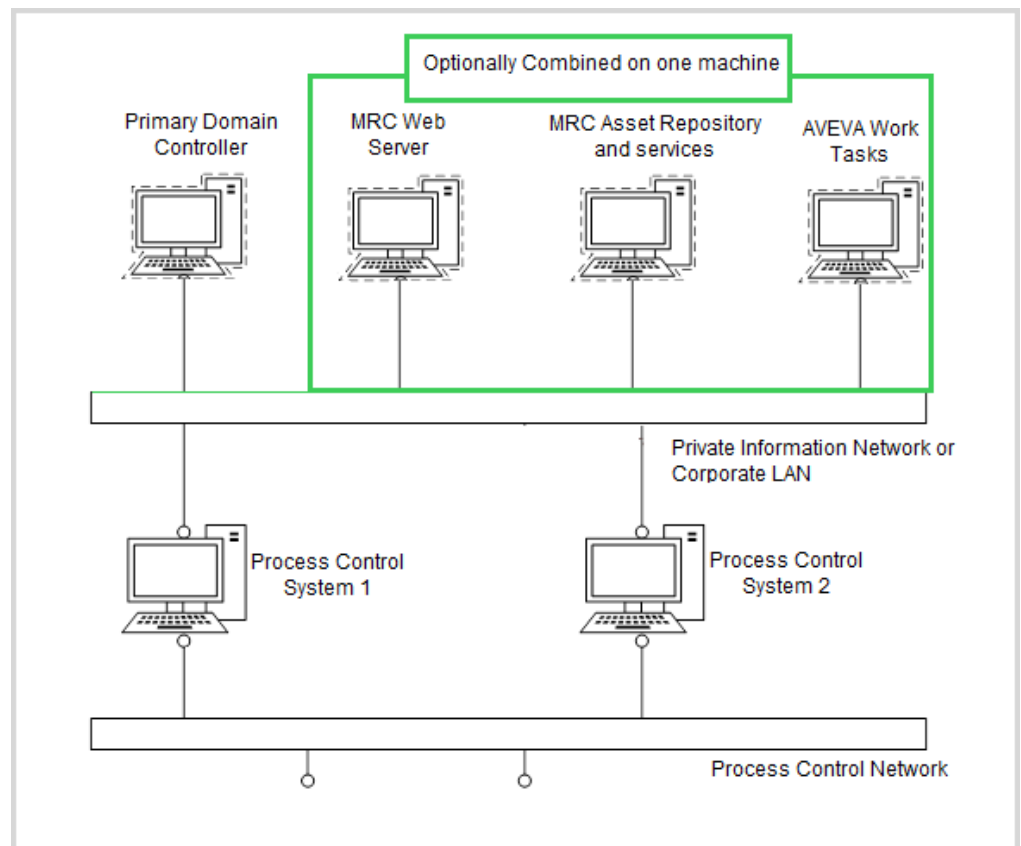 Optionally Combined on one machine
Primary Domain
Controller
MRC Web
Server
MRC Asset Repository
and services
AVEVA Work
Tasks
Private Information Network or
Corporate LAN
Process Control
System 1
Process Control
System 2
Process Control Network